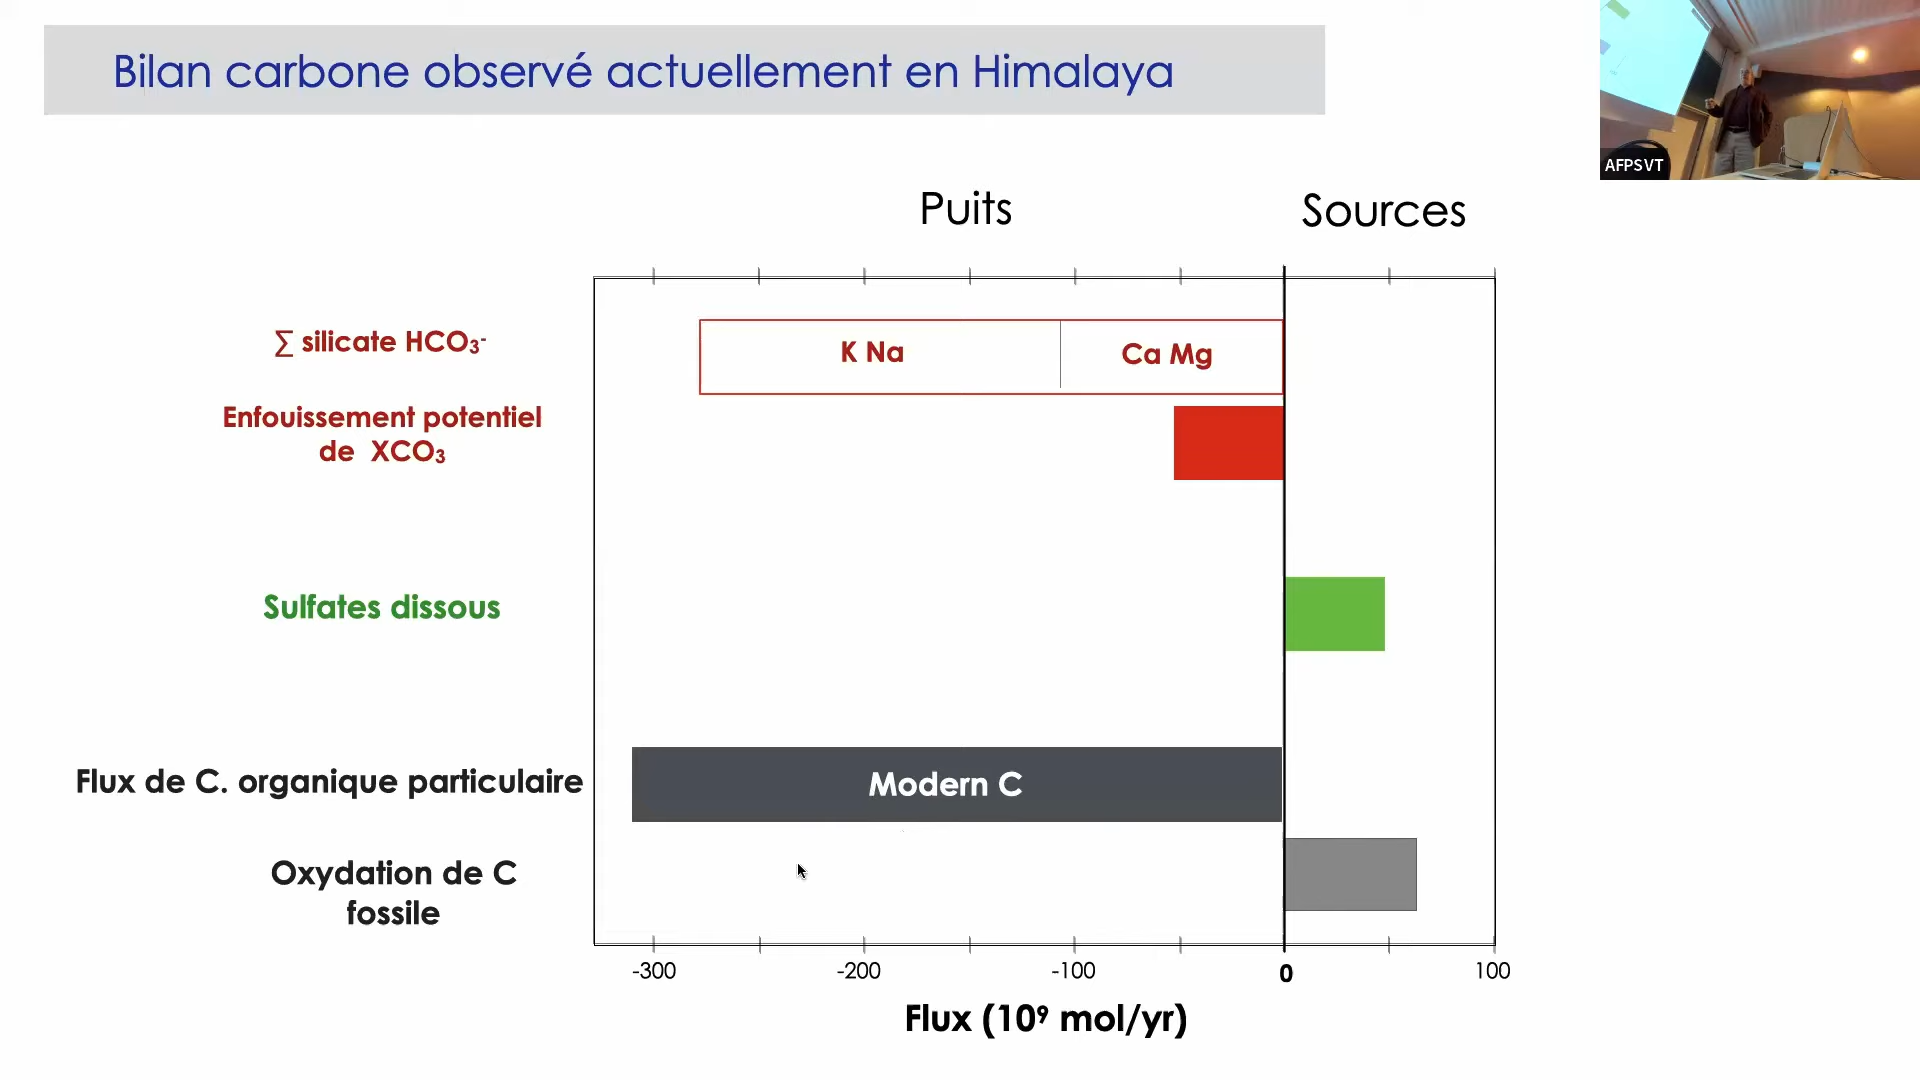 Bilan carbone observé actuellement en Himalaya
AFPSVT
Puits
Sources
∑ silicate HCO₃⁻
K Na
Ca Mg
Enfouissement potentiel
de XCO₃
Sulfates dissous
Flux de C. organique particulaire
Modern C
Oxydation de C
fossile
-300
-200
-100
0
100
Flux (10⁹ mol/yr)